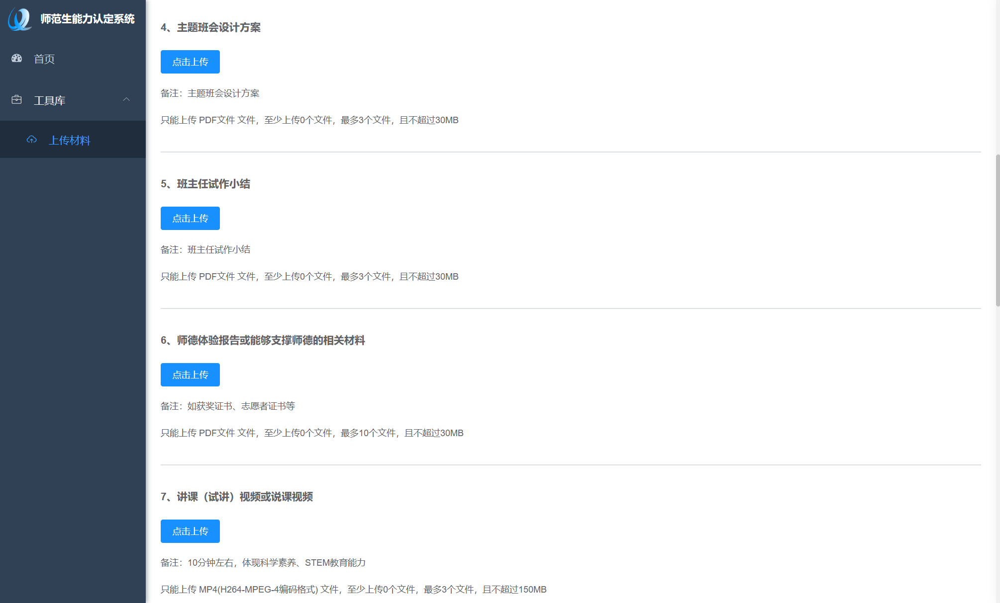 师范生能力认定系统
首页
工具库
上传材料
4、主题班会设计方案
点击上传
备注：主题班会设计方案
只能上传 PDF文件 文件，至少上传0个文件，最多3个文件，且不超过30MB
5、班主任试作小结
点击上传
备注：班主任试作小结
只能上传 PDF文件 文件，至少上传0个文件，最多3个文件，且不超过30MB
6、师德体验报告或能够支撑师德的相关材料
点击上传
备注：如获奖证书、志愿者证书等
只能上传 PDF文件 文件，至少上传0个文件，最多10个文件，且不超过30MB
7、讲课（试讲）视频或说课视频
点击上传
备注：10分钟左右，体现科学素养、STEM教育能力
只能上传 MP4(H264-MPEG-4编码格式) 文件，至少上传0个文件，最多3个文件，且不超过150MB